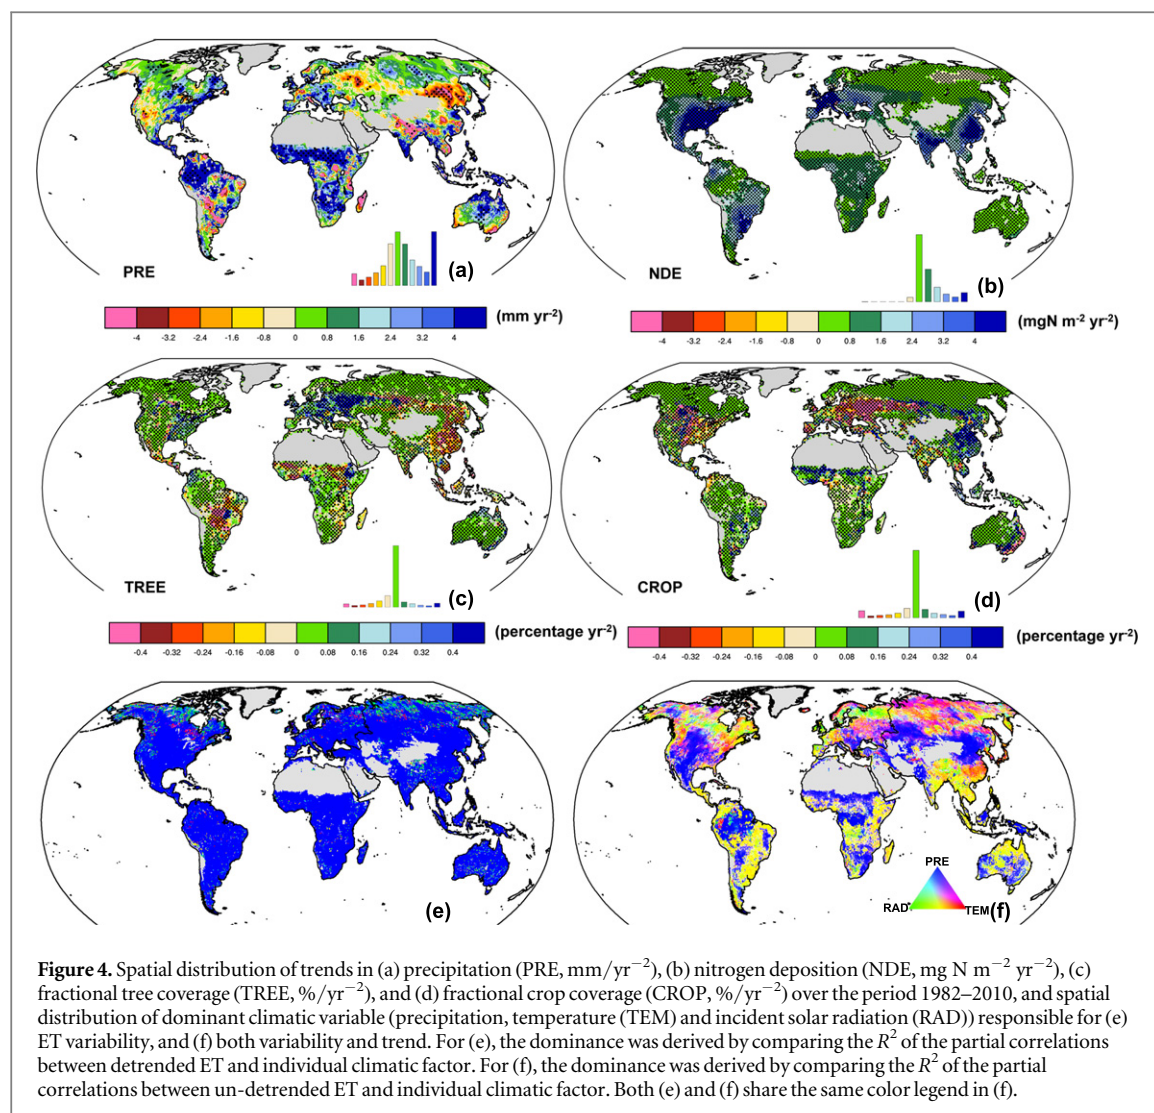 PRE
(a)
(mm yr-2)
-4 -3.2 -2.4 -1.6 -0.8 0 0.8 1.6 2.4 3.2 4
NDE
(b)
(mgN m-2 yr-2)
-4 -3.2 -2.4 -1.6 -0.8 0 0.8 1.6 2.4 3.2 4
TREE
(c)
(percentage yr-2)
-0.4 -0.32 -0.24 -0.16 -0.08 0 0.08 0.16 0.24 0.32 0.4
CROP
(d)
(percentage yr-2)
-0.4 -0.32 -0.24 -0.16 -0.08 0 0.08 0.16 0.24 0.32 0.4
(e)
PRE
RAD
TEM
(f)
Figure 4. Spatial distribution of trends in (a) precipitation (PRE, mm/yr−2), (b) nitrogen deposition (NDE, mg N m−2 yr−2), (c)
fractional tree coverage (TREE, %/yr−2), and (d) fractional crop coverage (CROP, %/yr−2) over the period 1982–2010, and spatial
distribution of dominant climatic variable (precipitation, temperature (TEM) and incident solar radiation (RAD)) responsible for (e)
ET variability, and (f) both variability and trend. For (e), the dominance was derived by comparing the R2 of the partial correlations
between detrended ET and individual climatic factor. For (f), the dominance was derived by comparing the R2 of the partial
correlations between un-detrended ET and individual climatic factor. Both (e) and (f) share the same color legend in (f).